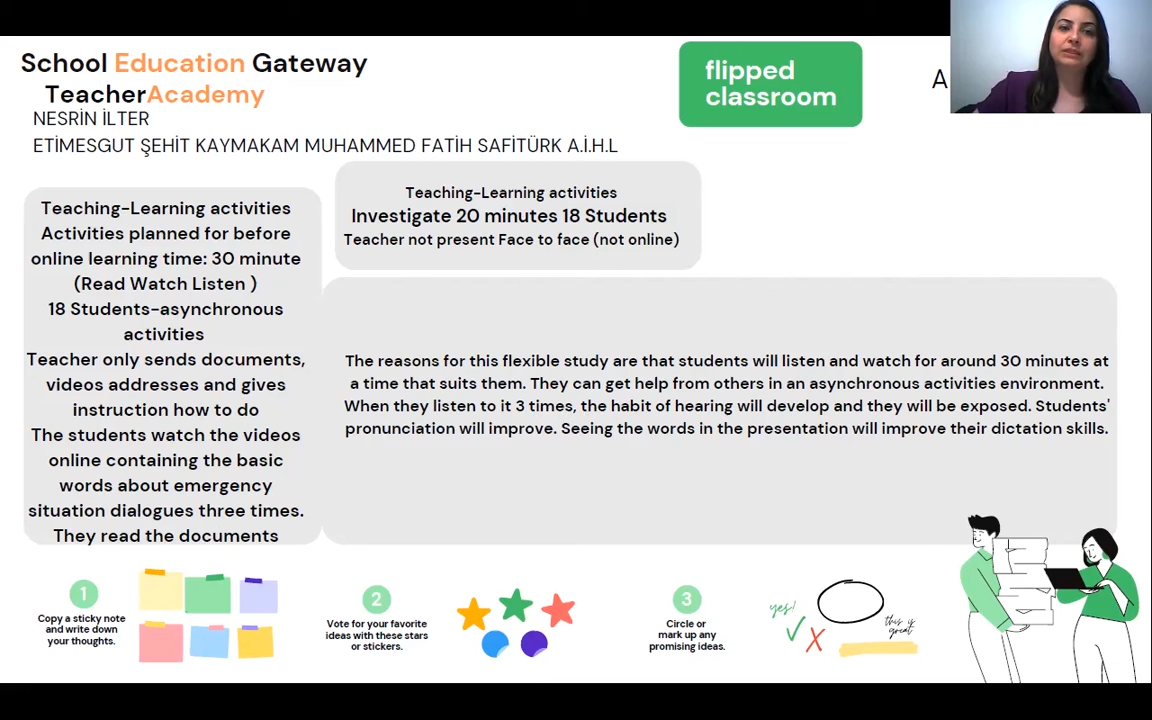 School Education Gateway
TeacherAcademy
NESRİN İLTER
ETİMESGUT ŞEHİT KAYMAKAM MUHAMMED FATİH SAFİTÜRK A.İ.H.L
flipped
classroom
A
Teaching-Learning activities
Activities planned for before
online learning time: 30 minute
(Read Watch Listen )
18 Students-asynchronous
activities
Teacher only sends documents,
videos addresses and gives
instruction how to do
The students watch the videos
online containing the basic
words about emergency
situation dialogues three times.
They read the documents
Teaching-Learning activities
Investigate 20 minutes 18 Students
Teacher not present Face to face (not online)
The reasons for this flexible study are that students will listen and watch for around 30 minutes at
a time that suits them. They can get help from others in an asynchronous activities environment.
When they listen to it 3 times, the habit of hearing will develop and they will be exposed. Students'
pronunciation will improve. Seeing the words in the presentation will improve their dictation skills.
1
Copy a sticky note
and write down
your thoughts.
2
Vote for your favorite
ideas with these stars
or stickers.
3
Circle or
mark up any
promising ideas.
yes!
this is
great